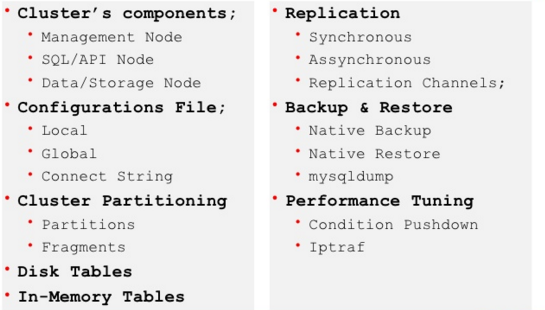 • Cluster’s components;
• Management Node
• SQL/API Node
• Data/Storage Node
• Configurations File;
• Local
• Global
• Connect String
• Cluster Partitioning
• Partitions
• Fragments
• Disk Tables
• In-Memory Tables
• Replication
• Synchronous
• Assynchronous
• Replication Channels;
• Backup & Restore
• Native Backup
• Native Restore
• mysqldump
• Performance Tuning
• Condition Pushdown
• Iptraf